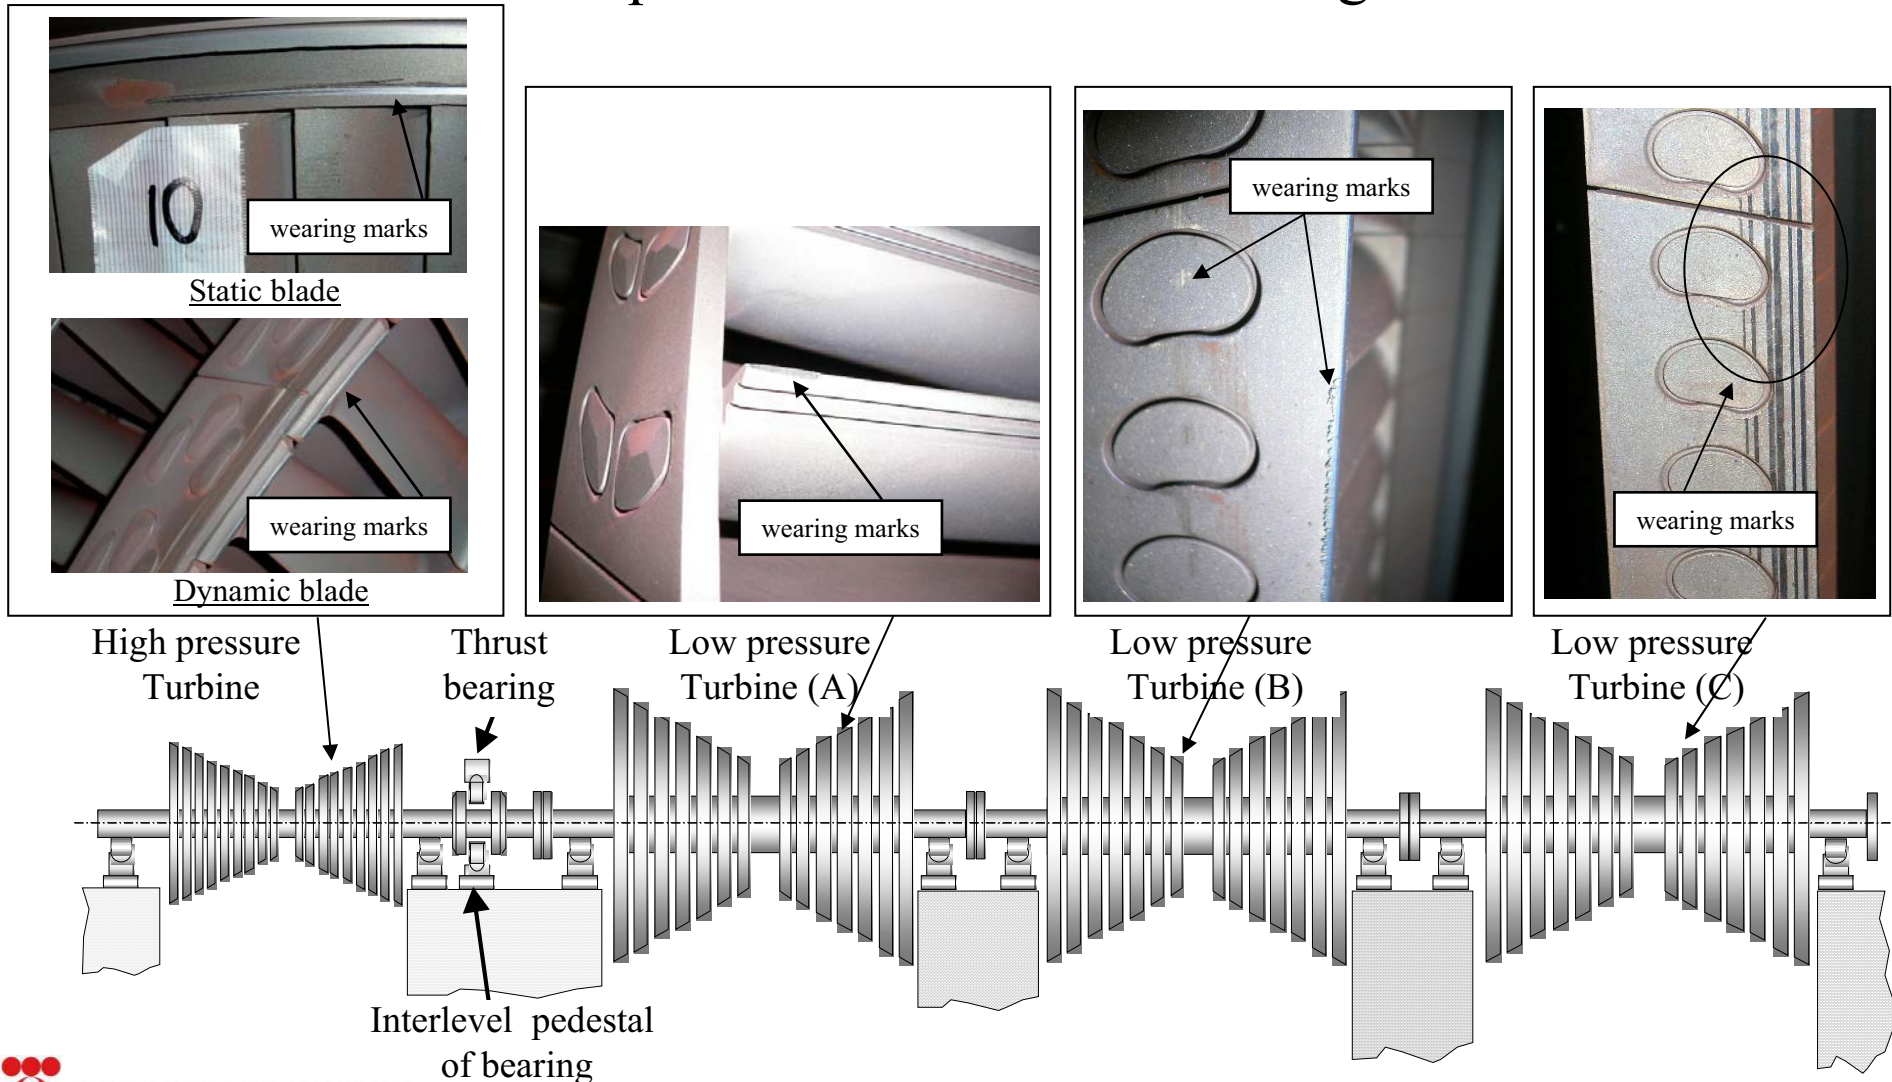 10
wearing marks
Static blade
wearing marks
Dynamic blade
wearing marks
wearing marks
wearing marks
High pressure
Turbine
Thrust
bearing
Low pressure
Turbine (A)
Low pressure
Turbine (B)
Low pressure
Turbine (C)
Interlevel pedestal
of bearing